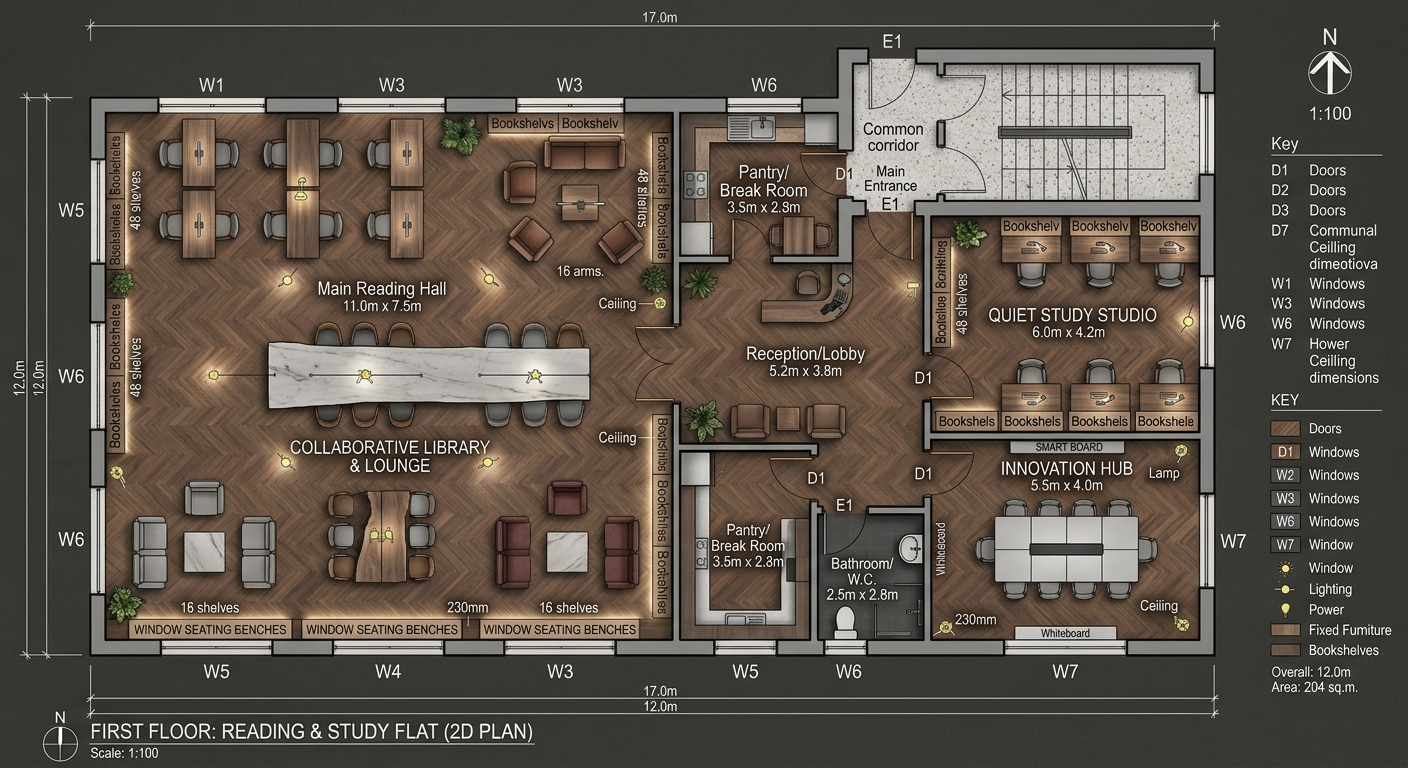 17.0m
E1
N
1:100
W1
W3
W3
W6
Bookshelvs
Bookshelv
Common
corridor
Main
Entrance
E1
Pantry/
Break Room
3.5m x 2.8m
D1
48 shelves
W5
16 arms.
Main Reading Hall
11.0m x 7.5m
Ceiling
Bookshelv
Bookshelv
Bookshelv
48 shelves
QUIET STUDY STUDIO
6.0m x 4.2m
W6
Reception/Lobby
5.2m x 3.8m
D1
12.0m
12.0m
W6
48 shelves
Bookshels
Bookshels
Bookshels
Bookshele
COLLABORATIVE LIBRARY
& LOUNGE
Ceiling
SMART BOARD
INNOVATION HUB
5.5m x 4.0m
Lamp
D1
D1
E1
W6
Pantry/
Break Room
3.5m x 2.8m
Bathroom/
W.C.
2.5m x 2.8m
Whiteboard
W7
16 shelves
230mm
16 shelves
Ceiling
230mm
WINDOW SEATING BENCHES
WINDOW SEATING BENCHES
WINDOW SEATING BENCHES
Whiteboard
W5
W4
W3
W5
W6
W7
17.0m
12.0m
N
FIRST FLOOR: READING & STUDY FLAT (2D PLAN)
Scale: 1:100
Key
D1 Doors
D2 Doors
D3 Doors
D7 Communal
Ceilling
dimeotiova
W1 Windows
W3 Windows
W6 Windows
W7 Hower
Ceilling
dimensions
KEY
Doors
D1 Windows
W2 Windows
W3 Windows
W6 Windows
W7 Window
Window
Lighting
Power
Fixed Fumiture
Bookshelves
Overall: 12.0m
Area: 204 sq.m.